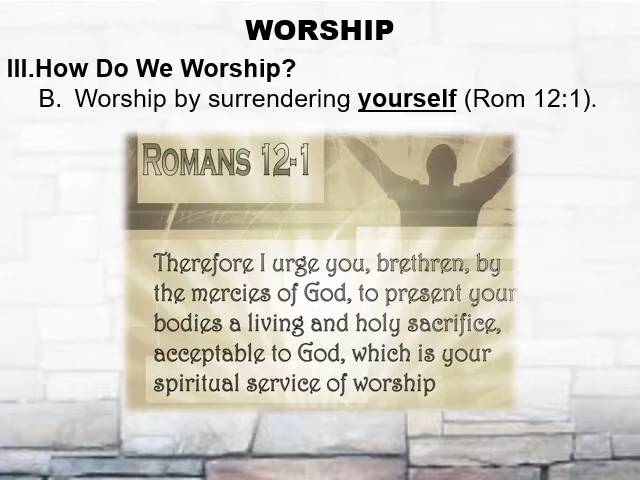 WORSHIP
III.How Do We Worship?
B. Worship by surrendering yourself (Rom 12:1).
ROMANS 12-1
Therefore I urge you, brethren, by
the mercies of God, to present your
bodies a living and holy sacrifice,
acceptable to God, which is your
spiritual service of worship